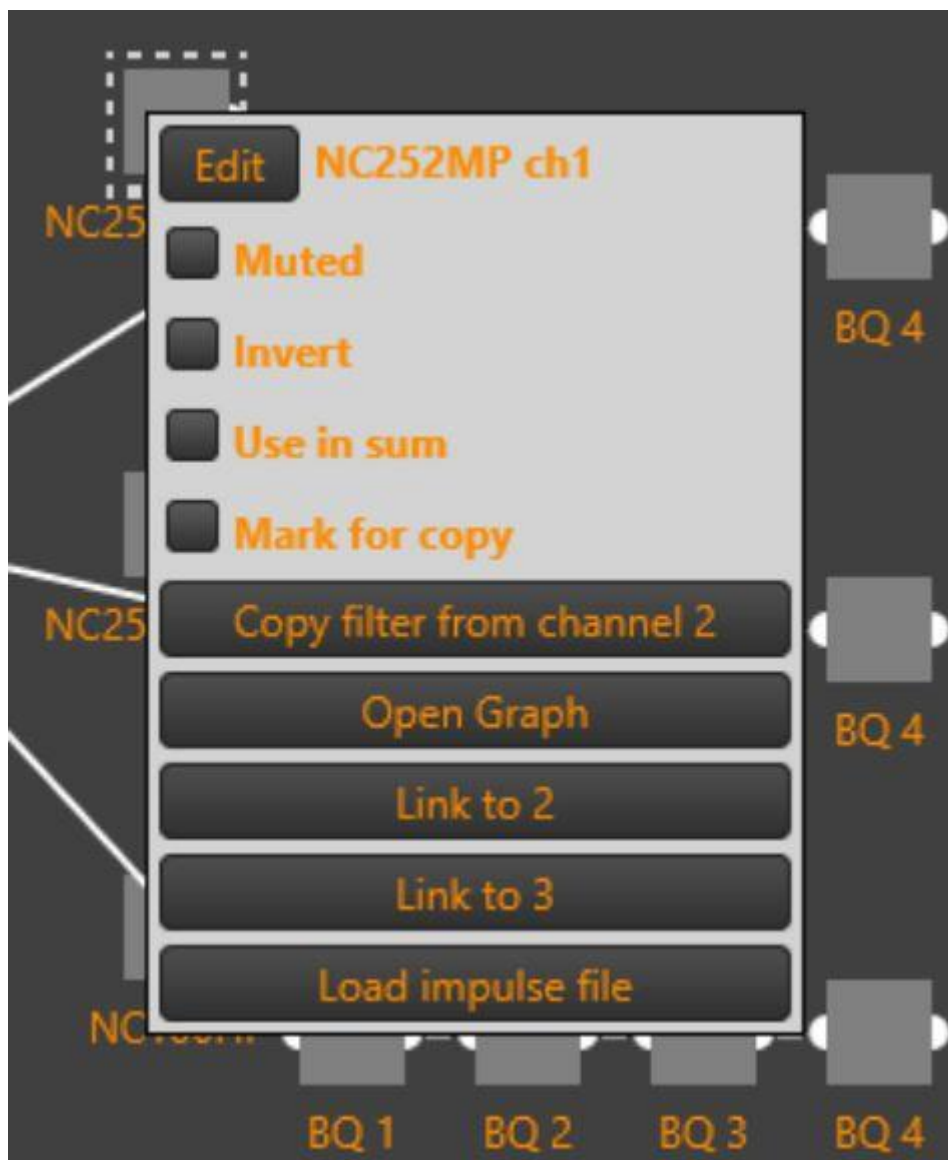 Edit NC252MP ch1
NC25
Muted
Invert
BQ 4
Use in sum
Mark for copy
NC25
Copy filter from channel 2
Open Graph
BQ 4
Link to 2
Link to 3
Load impulse file
BQ 1 BQ 2 BQ 3 BQ 4